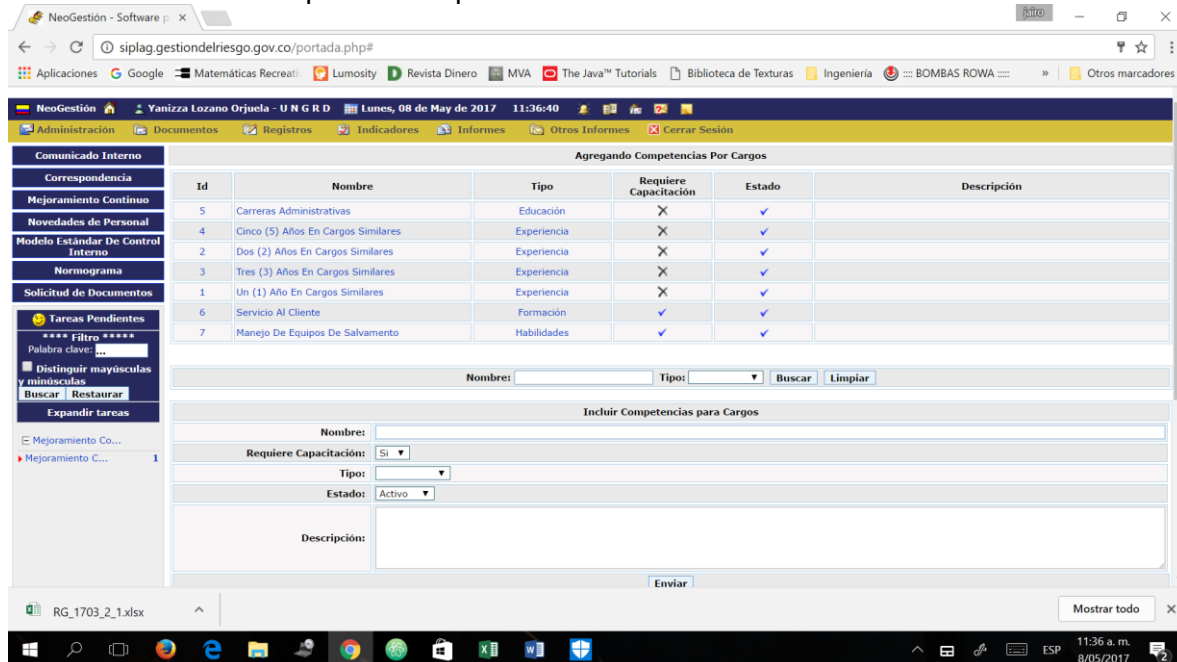 NeoGestión - Software p
jairo
siplag.gestiondelriesgo.gov.co/portada.php#
Aplicaciones Google Matemáticas Recreati Lumosity Revista Dinero MVA The Java™ Tutorials Biblioteca de Texturas Ingeniería :::: BOMBAS ROWA ::::: » Otros marcadores
NeoGestión Yanizza Lozano Orjuela - U N G R D Lunes, 08 de May de 2017 11:36:40
Administración Documentos Registros Indicadores Informes Otros Informes Cerrar Sesión
Comunicado Interno
Correspondencia
Mejoramiento Continuo
Novedades de Personal
Modelo Estándar De Control
Interno
Normograma
Solicitud de Documentos
Tareas Pendientes
**** Filtro *****
Palabra clave: ...
Distinguir mayúsculas
y minúsculas
Buscar Restaurar
Expandir tareas
Mejoramiento Co...
Mejoramiento C... 1
Agregando Competencias Por Cargos
Id Nombre Tipo Requiere Capacitación Estado Descripción
5 Carreras Administrativas Educación
4 Cinco (5) Años En Cargos Similares Experiencia
2 Dos (2) Años En Cargos Similares Experiencia
3 Tres (3) Años En Cargos Similares Experiencia
1 Un (1) Año En Cargos Similares Experiencia
6 Servicio Al Cliente Formación
7 Manejo De Equipos De Salvamento Habilidades
Nombre: Tipo: Buscar Limpiar
Incluir Competencias para Cargos
Nombre:
Requiere Capacitación: Si
Tipo:
Estado: Activo
Descripción:
Enviar
RG_1703_2_1.xlsx
Mostrar todo
ESP
11:36 a. m.
8/05/2017
2